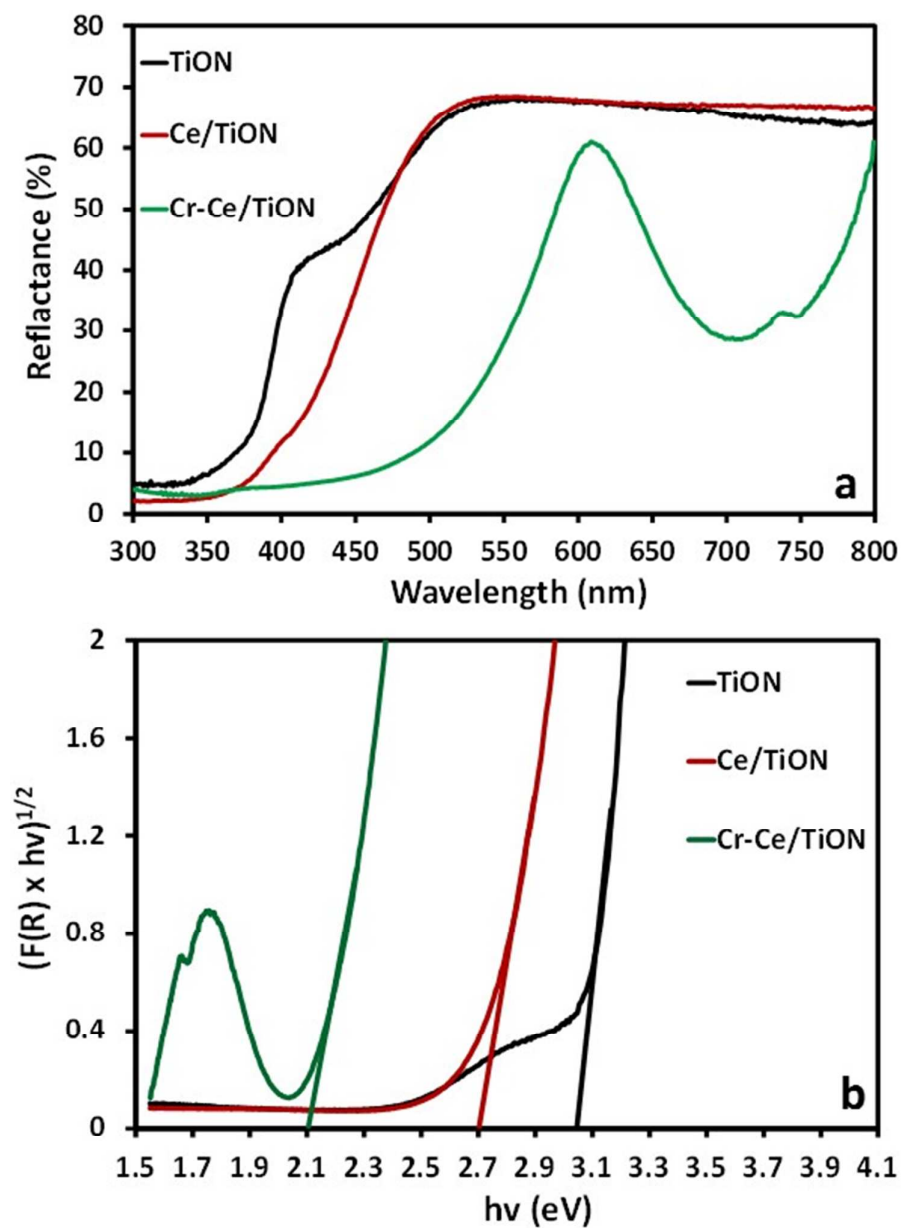 80
70
60
50
40
30
20
10
0
Reflactance (%)
TiON
Ce/TiON
Cr-Ce/TiON
a
300 350 400 450 500 550 600 650 700 750 800
Wavelength (nm)
2
1.6
1.2
0.8
0.4
0
(F(R) x hv)1/2
TiON
Ce/TiON
Cr-Ce/TiON
b
1.5 1.7 1.9 2.1 2.3 2.5 2.7 2.9 3.1 3.3 3.5 3.7 3.9 4.1
hv (eV)